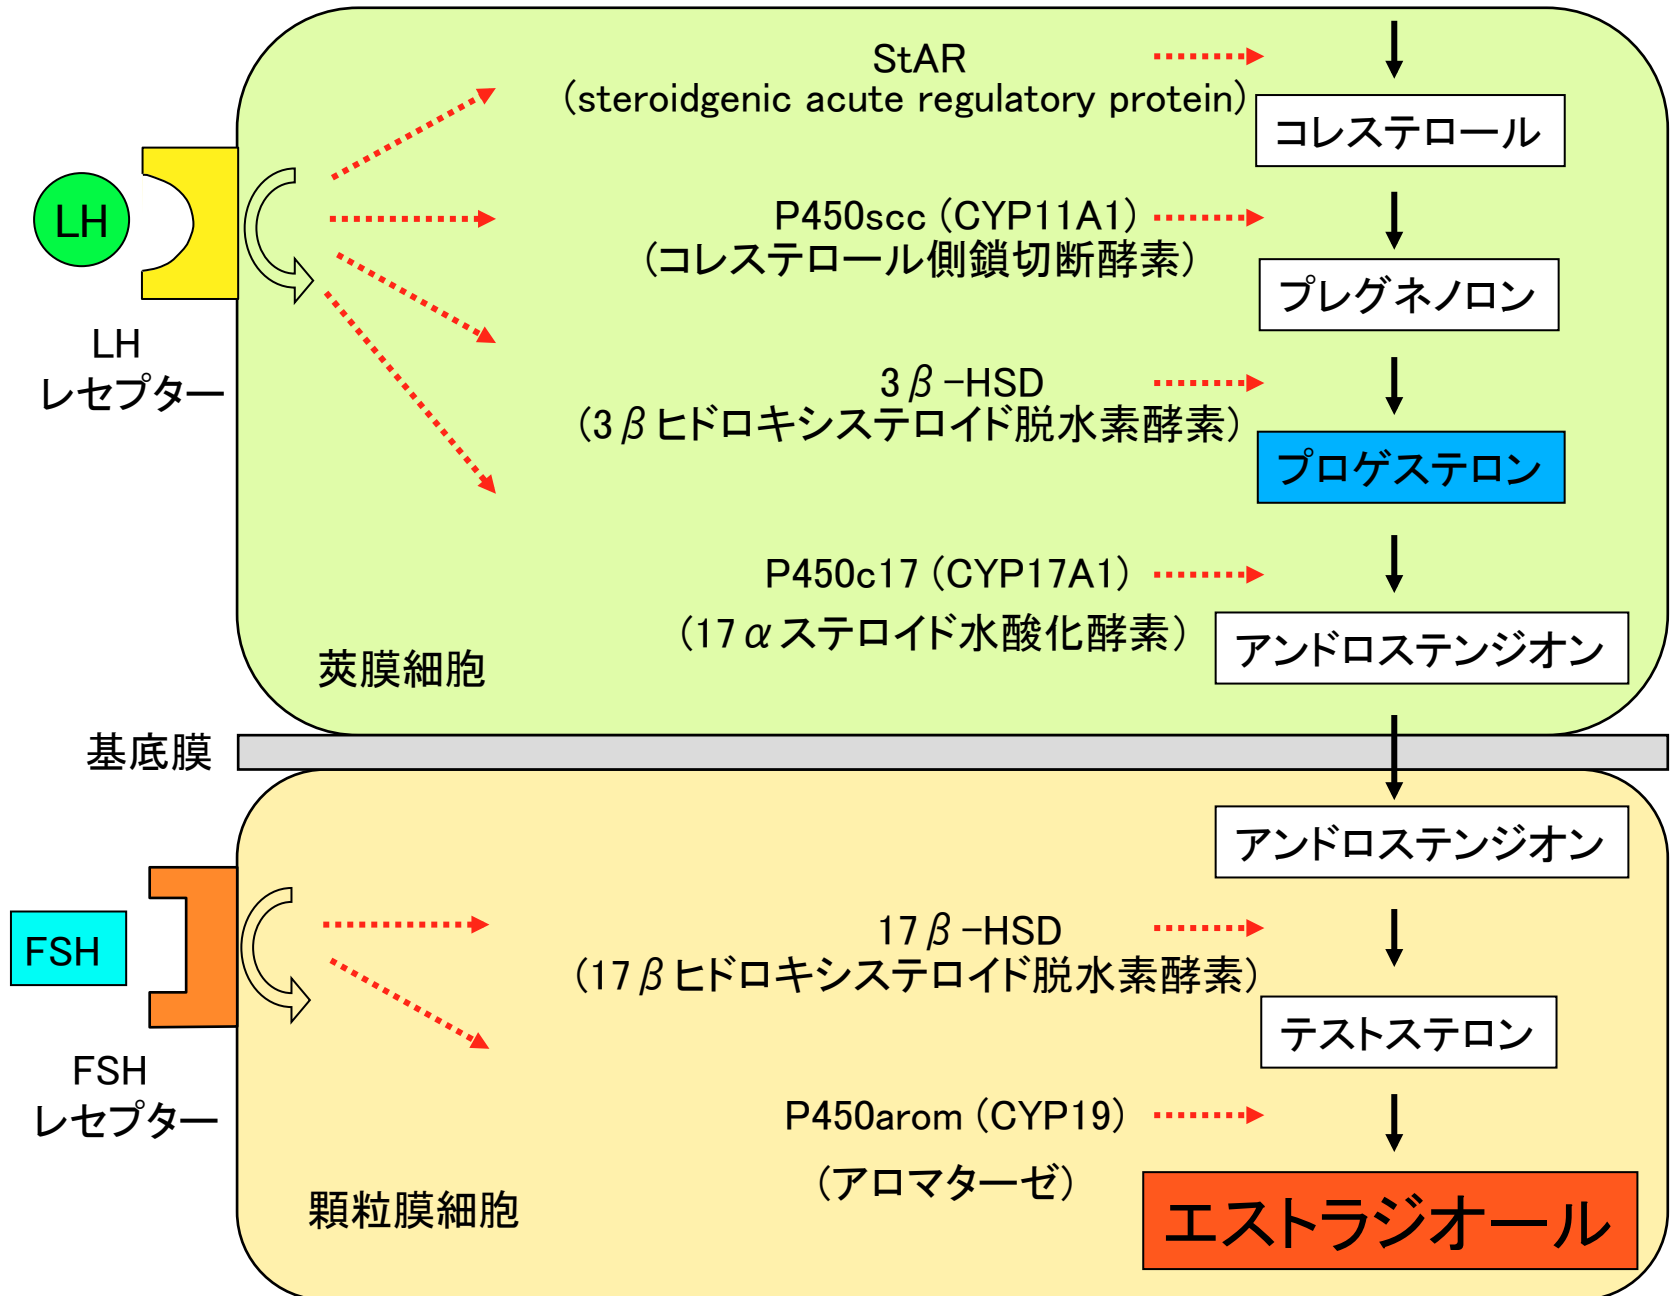 StAR
(steroidgenic acute regulatory protein)
コレステロール
LH
P450scc (CYP11A1)
(コレステロール側鎖切断酵素)
プレグネノロン
LH
レセプター
3β-HSD
(3βヒドロキシステロイド脱水素酵素)
プロゲステロン
P450c17 (CYP17A1)
(17αステロイド水酸化酵素)
アンドロステンジオン
莢膜細胞
基底膜
アンドロステンジオン
FSH
17β-HSD
(17βヒドロキシステロイド脱水素酵素)
テストステロン
FSH
レセプター
P450arom (CYP19)
(アロマターゼ)
エストラジオール
顆粒膜細胞